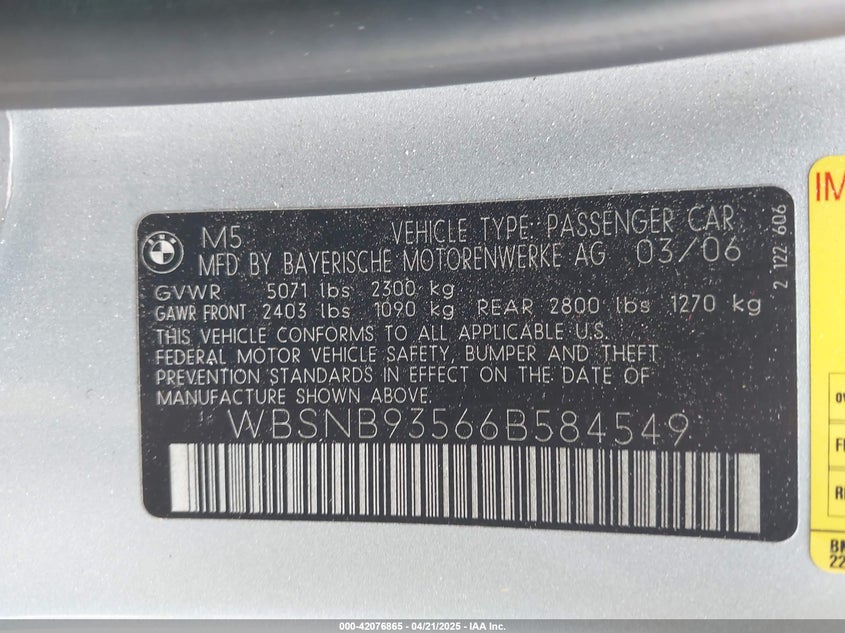 M5 VEHICLE TYPE: PASSENGER CAR
MFD BY BAYERISCHE MOTORENWERKE AG 03/06
GVWR 5071 lbs 2300 kg
GAWR FRONT 2403 lbs 1090 kg REAR 2800 lbs 1270 kg
THIS VEHICLE CONFORMS TO ALL APPLICABLE U.S.
FEDERAL MOTOR VEHICLE SAFETY, BUMPER AND THEFT
PREVENTION STANDARDS IN EFFECT ON THE DATE OF
MANUFACTURE SHOWN ABOVE.
WBSNB93566B584549
2 122 606
IM
BM
22
000-42076865 - 04/21/2025 - IAA Inc.